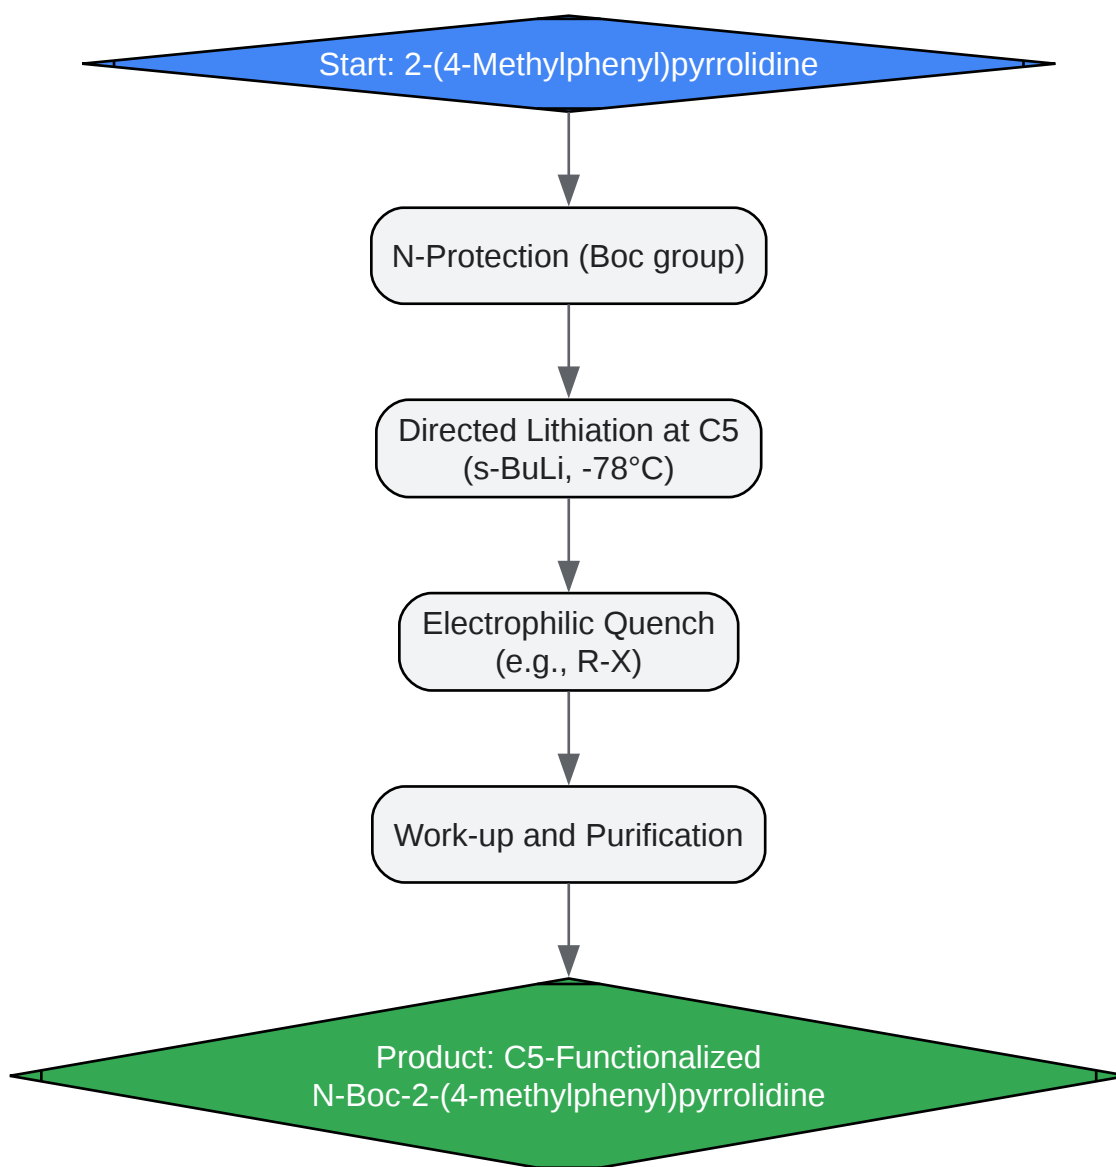 Start: 2-(4-Methylphenyl)pyrrolidine
N-Protection (Boc group)
Directed Lithiation at C5
(s-BuLi, -78°C)
Electrophilic Quench
(e.g., R-X)
Work-up and Purification
Product: C5-Functionalized
N-Boc-2-(4-methylphenyl)pyrrolidine